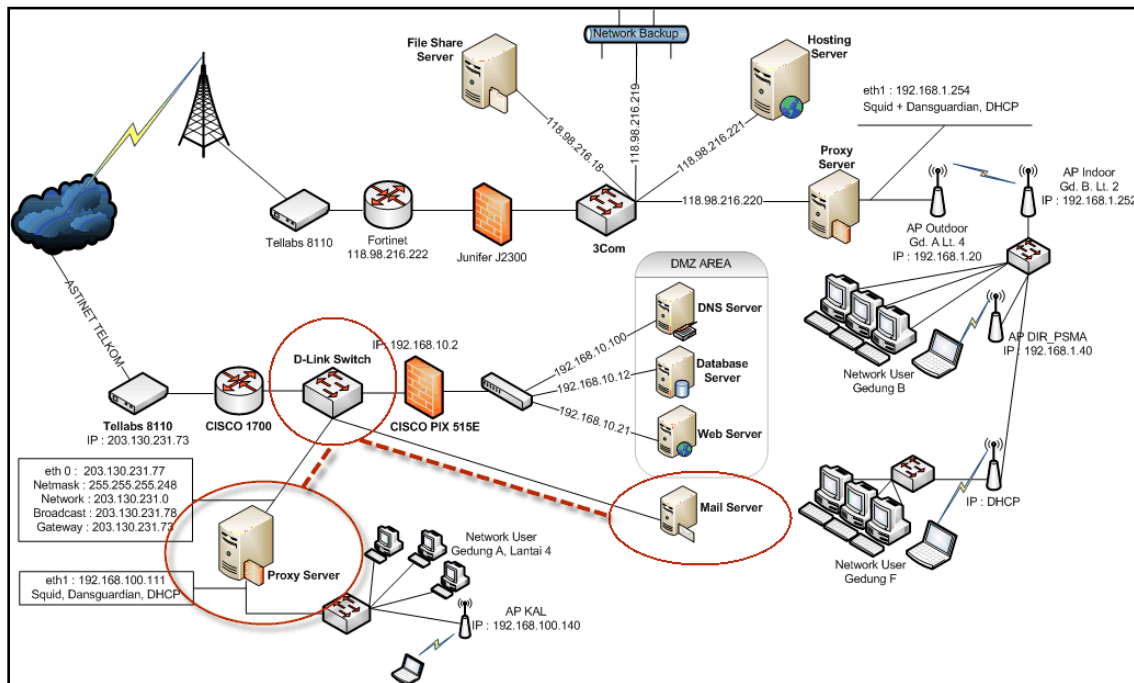 File Share
Server
Network Backup
Hosting
Server
118.98.216.18
118.98.216.219
118.98.216.221
118.98.216.220
eth1 : 192.168.1.254
Squid + Dansguardian, DHCP
Proxy
Server
AP Indoor
Gd. B. Lt. 2
IP : 192.168.1.252
AP Outdoor
Gd. A Lt. 4
IP : 192.168.1.20
Tellabs 8110
Fortinet
118.98.216.222
Junifer J2300
3Com
DMZ AREA
DNS Server
Database
Server
Web Server
192.168.10.100
192.168.10.12
192.168.10.21
AP DIR_PSMA
IP : 192.168.1.40
Network User
Gedung B
ASTINET TELKOM
Tellabs 8110
IP : 203.130.231.73
CISCO 1700
D-Link Switch
IP: 192.168.10.2
CISCO PIX 515E
eth 0 : 203.130.231.77
Netmask : 255.255.255.248
Network : 203.130.231.0
Broadcast : 203.130.231.78
Gateway : 203.130.231.73
Proxy Server
eth1 : 192.168.100.111
Squid, Dansguardian, DHCP
Network User
Gedung A, Lantai 4
AP KAL
IP : 192.168.100.140
Mail Server
IP : DHCP
Network User
Gedung F